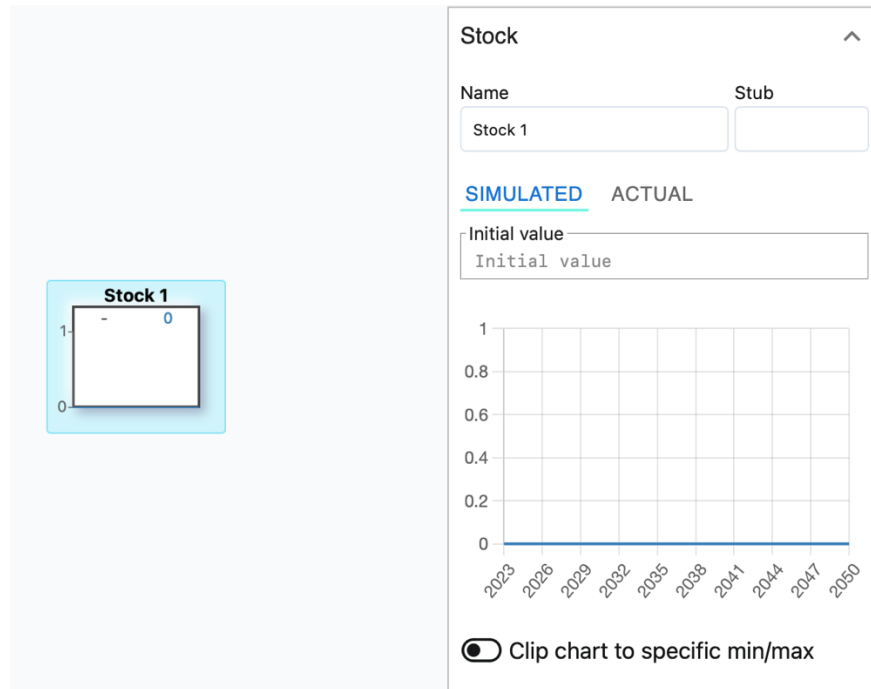 Stock
Name Stub
Stock 1
SIMULATED ACTUAL
Initial value
Initial value
Stock 1
- 0
1
0
1
0.8
0.6
0.4
0.2
0
2023 2026 2029 2032 2035 2038 2041 2044 2047 2050
Clip chart to specific min/max